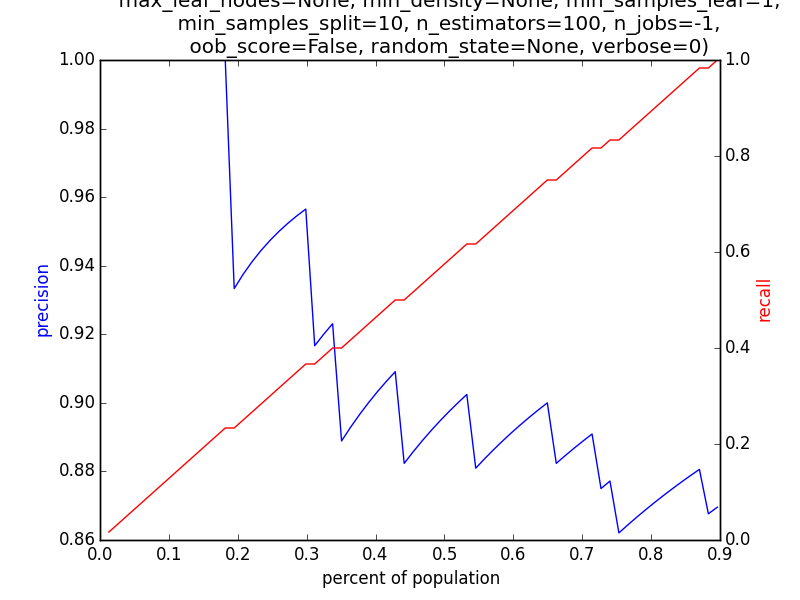 max_leaf_nodes=None, min_density=None, min_samples_leaf=1,
min_samples_split=10, n_estimators=100, n_jobs=-1,
oob_score=False, random_state=None, verbose=0)
1.00
0.98
0.96
0.94
0.92
0.90
0.88
0.86
precision
1.0
0.8
0.6
0.4
0.2
0.0
recall
0.0 0.1 0.2 0.3 0.4 0.5 0.6 0.7 0.8 0.9
percent of population